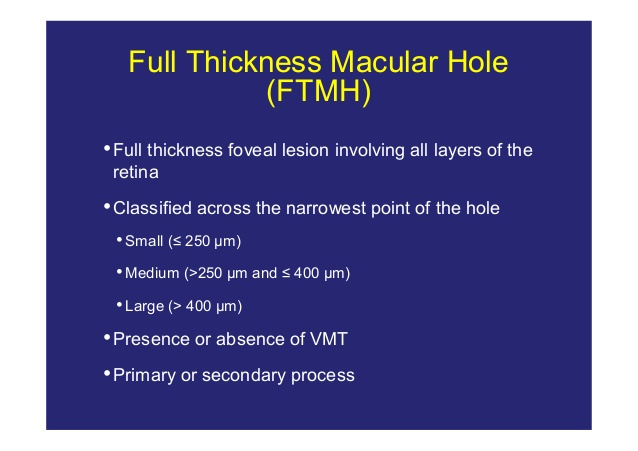 Full Thickness Macular Hole
(FTMH)
•Full thickness foveal lesion involving all layers of the
retina
•Classified across the narrowest point of the hole
•Small (≤ 250 μm)
•Medium (>250 μm and ≤ 400 μm)
•Large (> 400 μm)
•Presence or absence of VMT
•Primary or secondary process